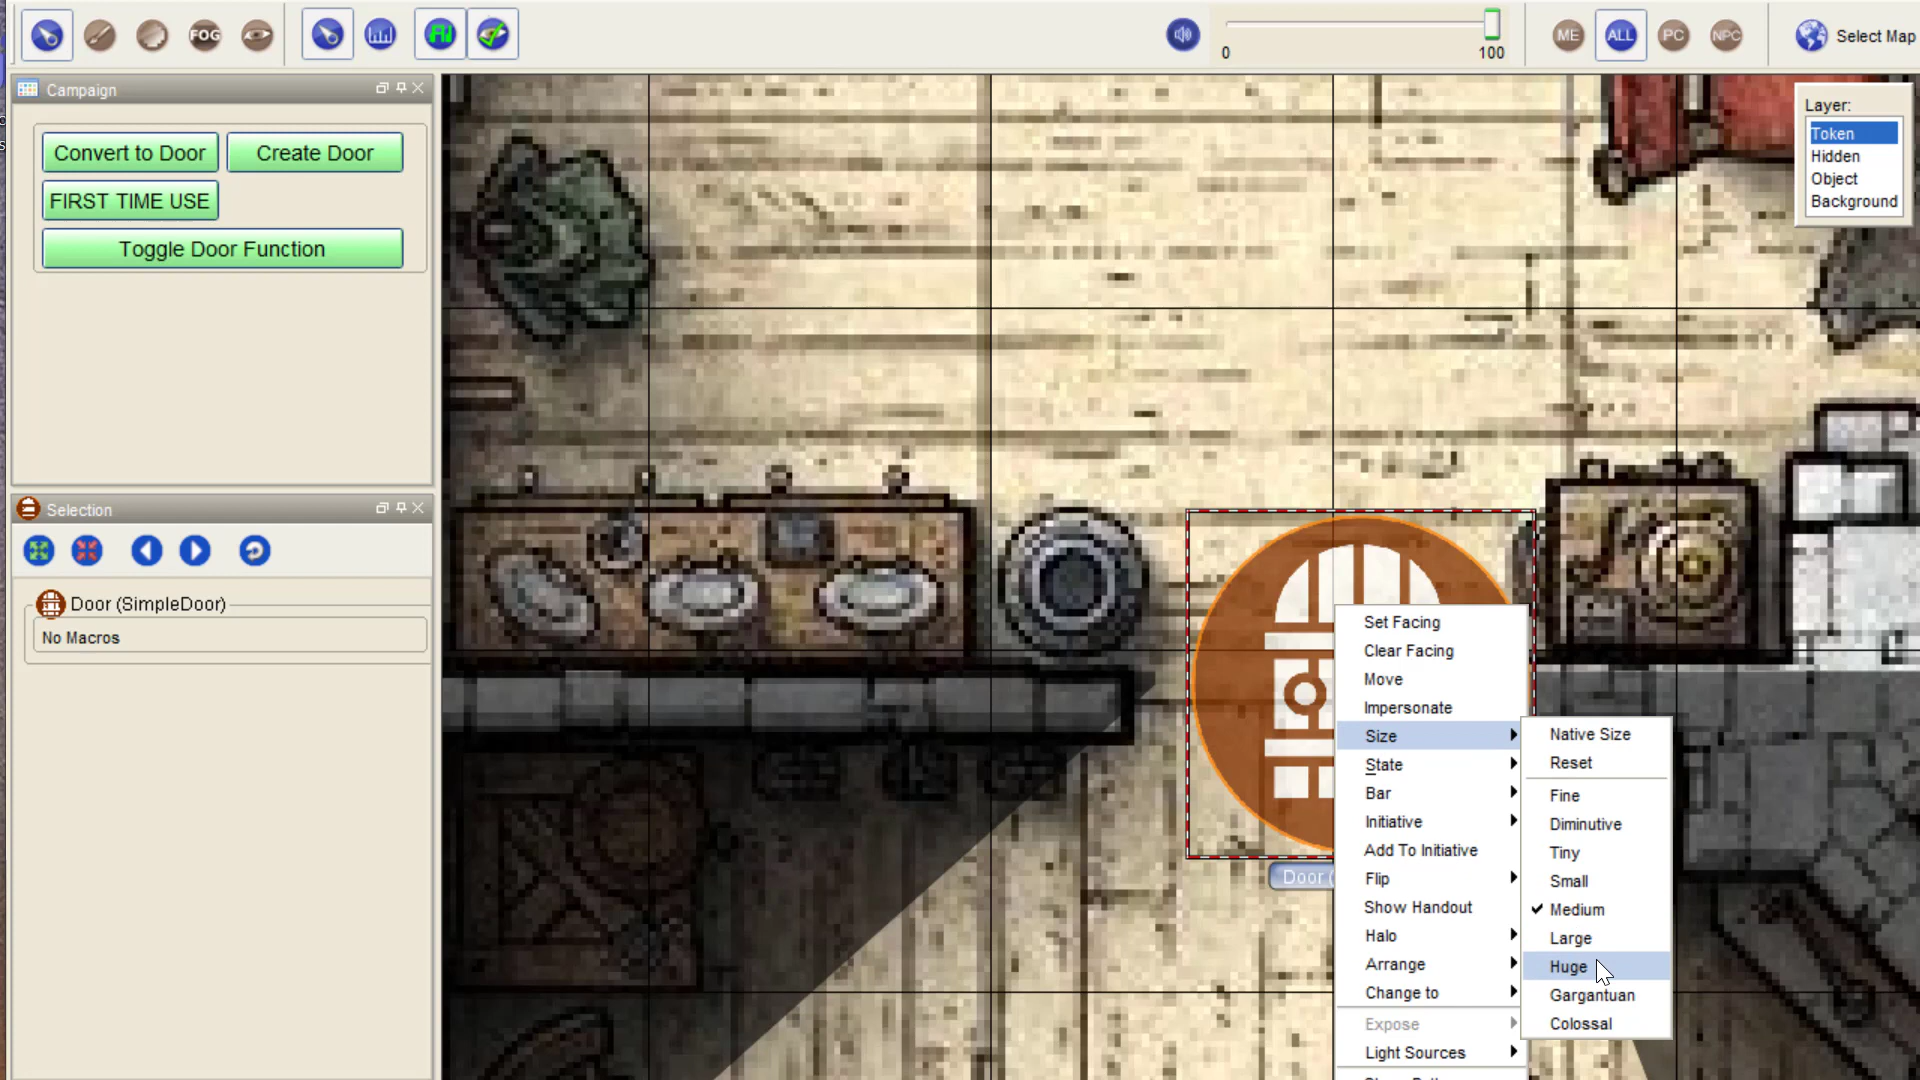 FOG
0
100
ME
ALL
PC
NPC
Select Map
Campaign
Convert to Door
Create Door
FIRST TIME USE
Toggle Door Function
Layer:
Token
Hidden
Object
Background
Selection
Door (SimpleDoor)
No Macros
Door (
Set Facing
Clear Facing
Move
Impersonate
Size
State
Bar
Initiative
Add To Initiative
Flip
Show Handout
Halo
Arrange
Change to
Expose
Light Sources
Native Size
Reset
Fine
Diminutive
Tiny
Small
Medium
Large
Huge
Gargantuan
Colossal